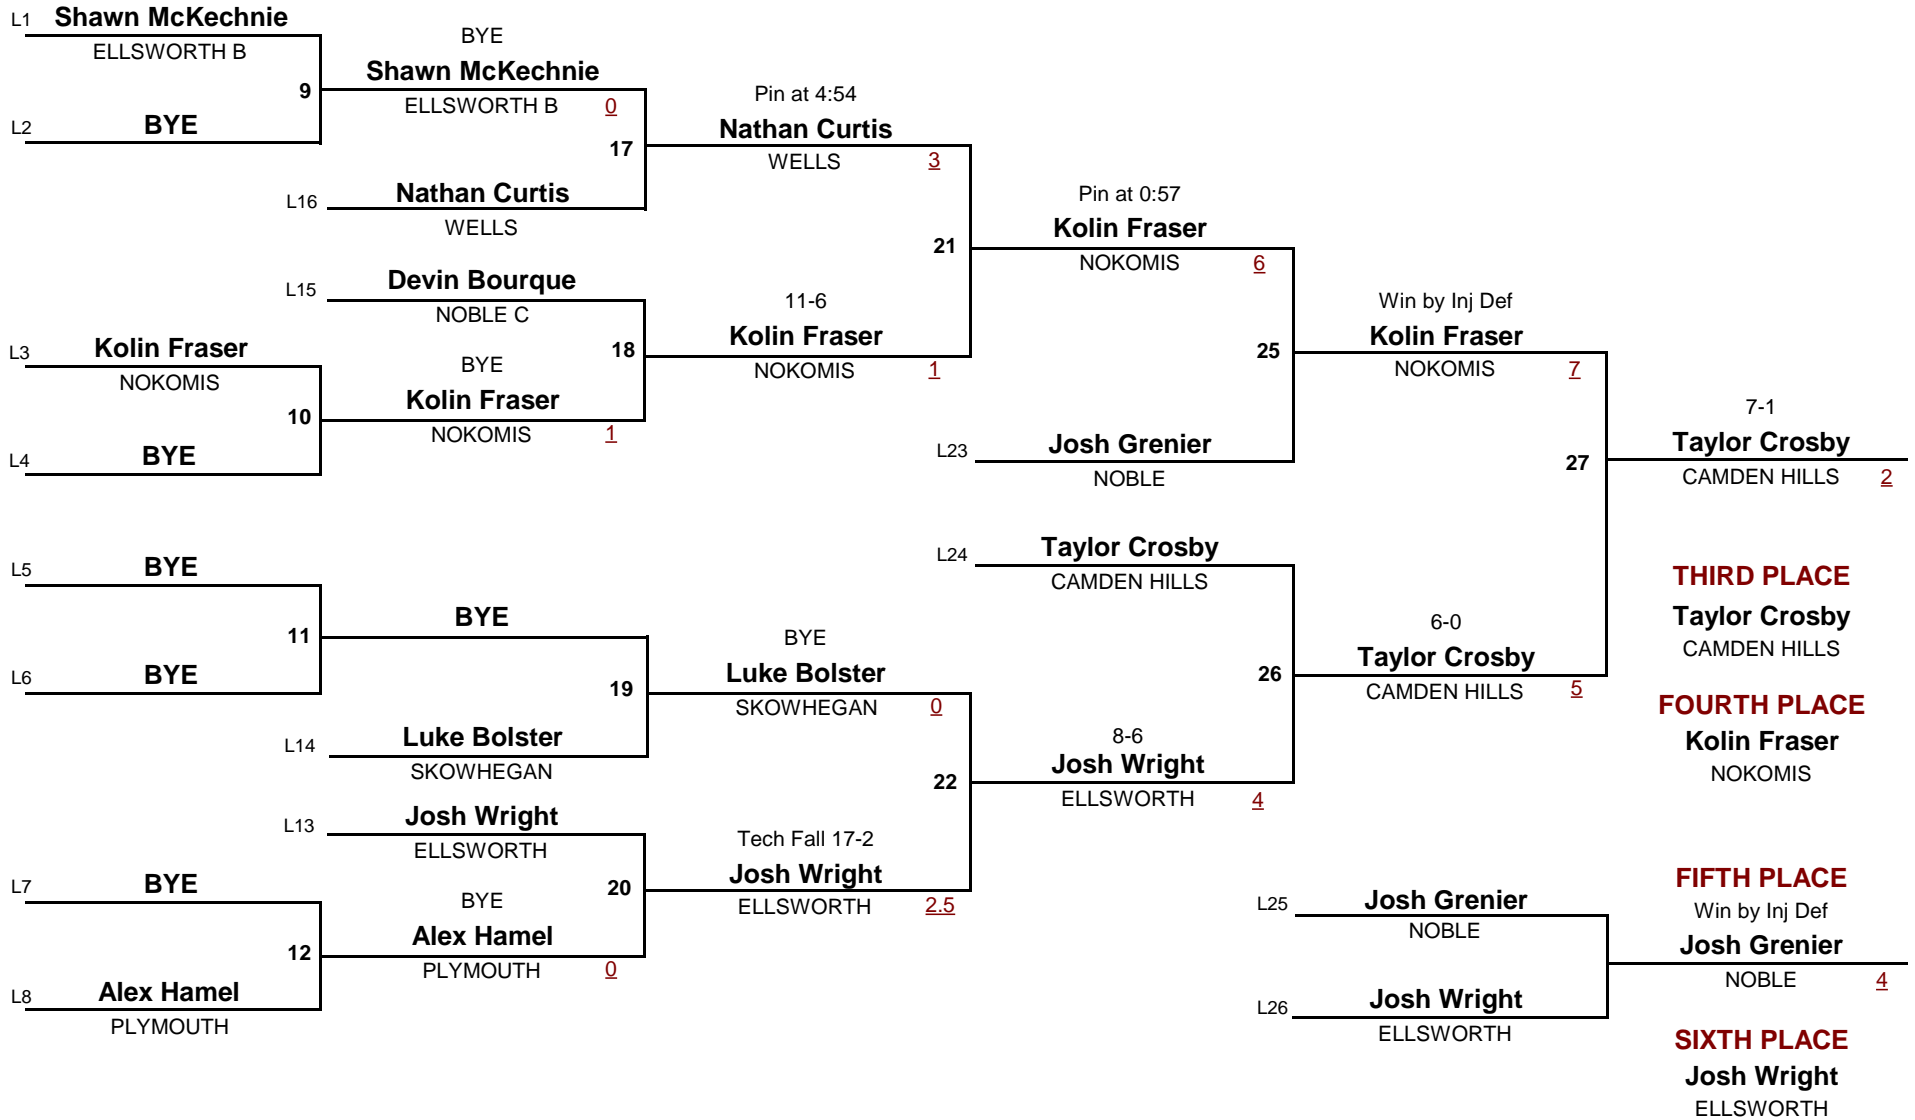 L1 Shawn McKechnie
ELLSWORTH B
9
L2 BYE
L3 Kolin Fraser
NOKOMIS
10
L4 BYE
L5 BYE
11
L6 BYE
L7 BYE
12
L8 Alex Hamel
PLYMOUTH
BYE
Shawn McKechnie
ELLSWORTH B 0
17
L16 Nathan Curtis
WELLS
L15 Devin Bourque
NOBLE C
18
BYE
Kolin Fraser
NOKOMIS 1
BYE
19
L14 Luke Bolster
SKOWHEGAN
L13 Josh Wright
ELLSWORTH
20
BYE
Alex Hamel
PLYMOUTH 0
Pin at 4:54
Nathan Curtis
WELLS 3
21
11-6
Kolin Fraser
NOKOMIS 1
BYE
Luke Bolster
SKOWHEGAN 0
22
Tech Fall 17-2
Josh Wright
ELLSWORTH 2.5
Pin at 0:57
Kolin Fraser
NOKOMIS 6
25
L23 Josh Grenier
NOBLE
L24 Taylor Crosby
CAMDEN HILLS
26
8-6
Josh Wright
ELLSWORTH 4
Win by Inj Def
Kolin Fraser
NOKOMIS 7
27
6-0
Taylor Crosby
CAMDEN HILLS 5
L25 Josh Grenier
NOBLE
L26 Josh Wright
ELLSWORTH
7-1
Taylor Crosby
CAMDEN HILLS 2
THIRD PLACE
Taylor Crosby
CAMDEN HILLS
FOURTH PLACE
Kolin Fraser
NOKOMIS
FIFTH PLACE
Win by Inj Def
Josh Grenier
NOBLE 4
SIXTH PLACE
Josh Wright
ELLSWORTH